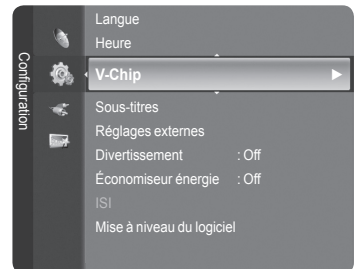 Configuration
Langue
Heure
V-Chip
Sous-titres
Réglages externes
Divertissement : Off
Économiseur énergie : Off
ISI
Mise à niveau du logiciel